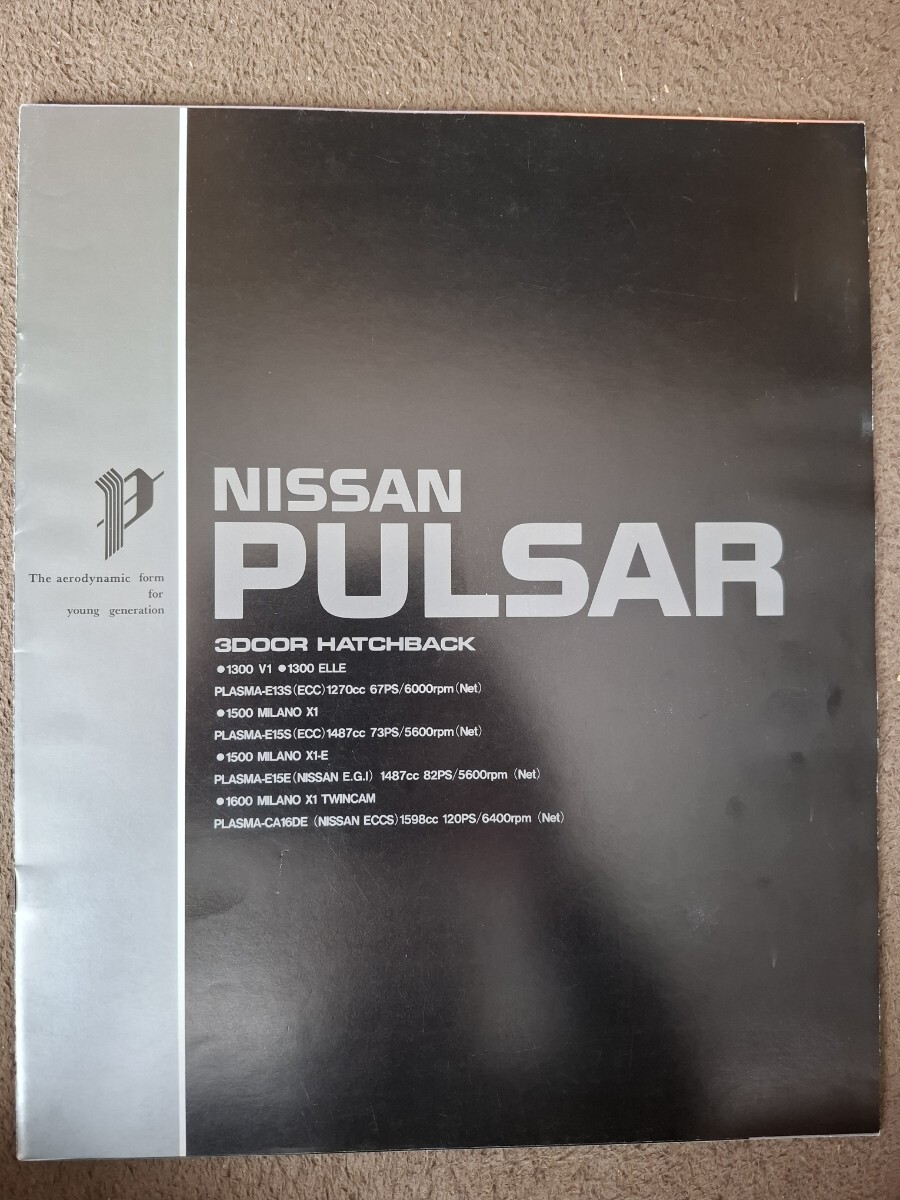 The aerodynamic form
for
young generation
NISSAN
PULSAR
3DOOR HATCHBACK
●1300 V1 ●1300 ELLE
PLASMA-E13S(ECC)1270cc 67PS/6000rpm(Net)
●1500 MILANO X1
PLASMA-E15S(ECC)1487cc 73PS/5600rpm(Net)
●1500 MILANO X1-E
PLASMA-E15E(NISSAN E.G.I) 1487cc 82PS/5600rpm (Net)
●1600 MILANO X1 TWINCAM
PLASMA-CA16DE (NISSAN ECCS)1598cc 120PS/6400rpm (Net)